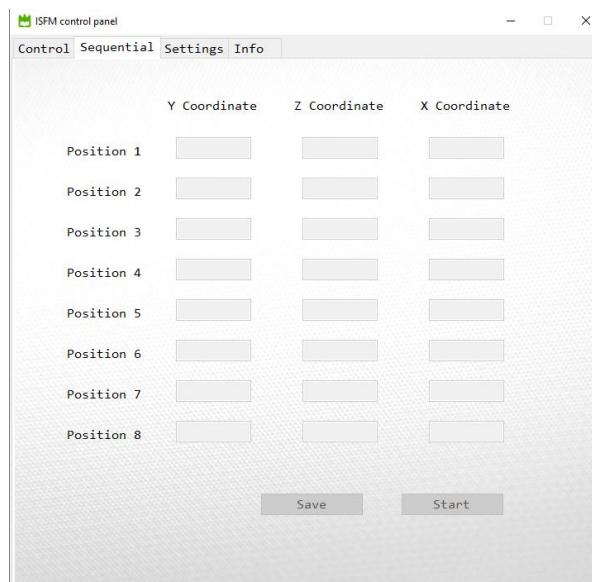 ISFM control panel
Control Sequential Settings Info
Y Coordinate Z Coordinate X Coordinate
Position 1
Position 2
Position 3
Position 4
Position 5
Position 6
Position 7
Position 8
Save Start